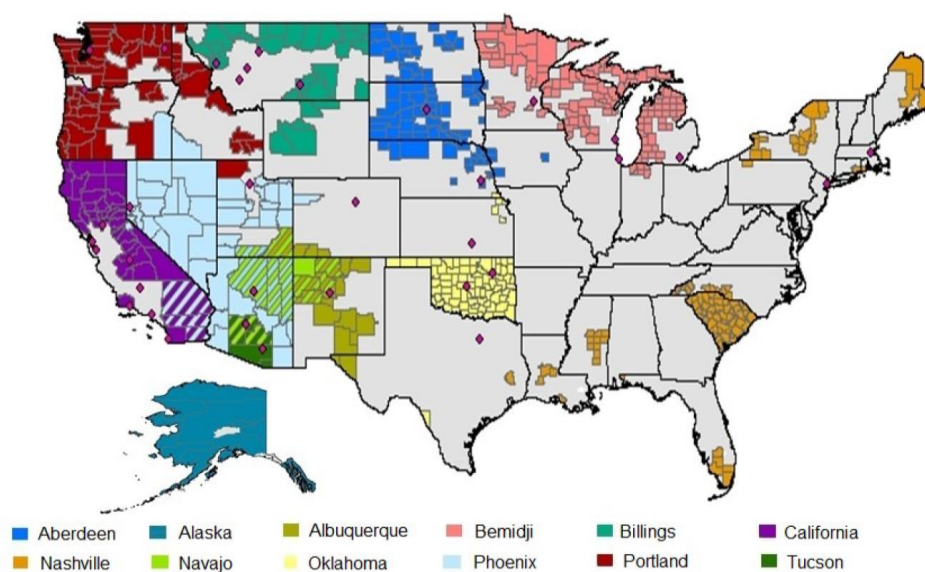 Aberdeen Alaska Albuquerque Bemidji Billings California
Nashville Navajo Oklahoma Phoenix Portland Tucson